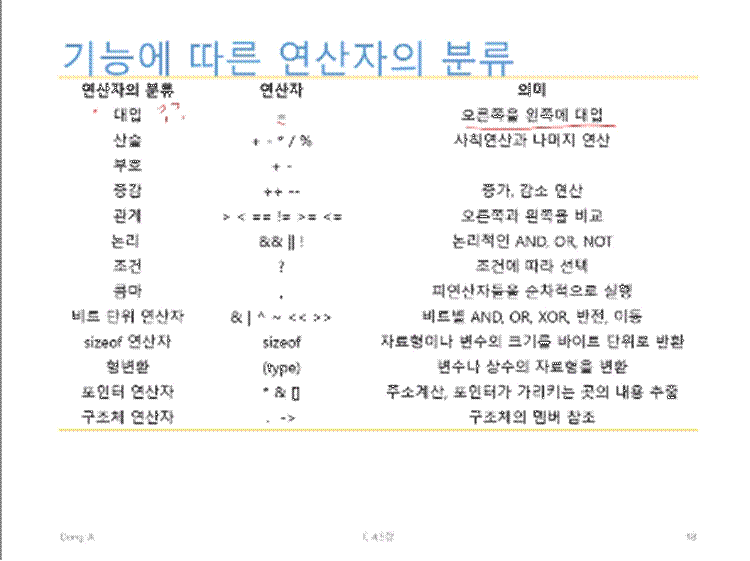 기능에 따른 연산자의 분류
연산자의 분류 연산자 의미
대입 = 오른쪽을 왼쪽에 대입
산술 + - * / % 사칙연산과 나머지 연산
부호 + -
증감 ++ -- 증가, 감소 연산
관계 > < == != >= <= 오른쪽과 왼쪽을 비교
논리 && || ! 논리적인 AND, OR, NOT
조건 ? 조건에 따라 선택
콤마 , 피연산자들을 순차적으로 실행
비트 단위 연산자 & | ^ ~ << >> 비트별 AND, OR, XOR, 반전, 이동
sizeof 연산자 sizeof 자료형이나 변수의 크기를 바이트 단위로 반환
형변환 (type) 변수나 상수의 자료형을 변환
포인터 연산자 * & [] 주소계산, 포인터가 가리키는 곳의 내용 추출
구조체 연산자 . -> 구조체의 멤버 참조
Dong A